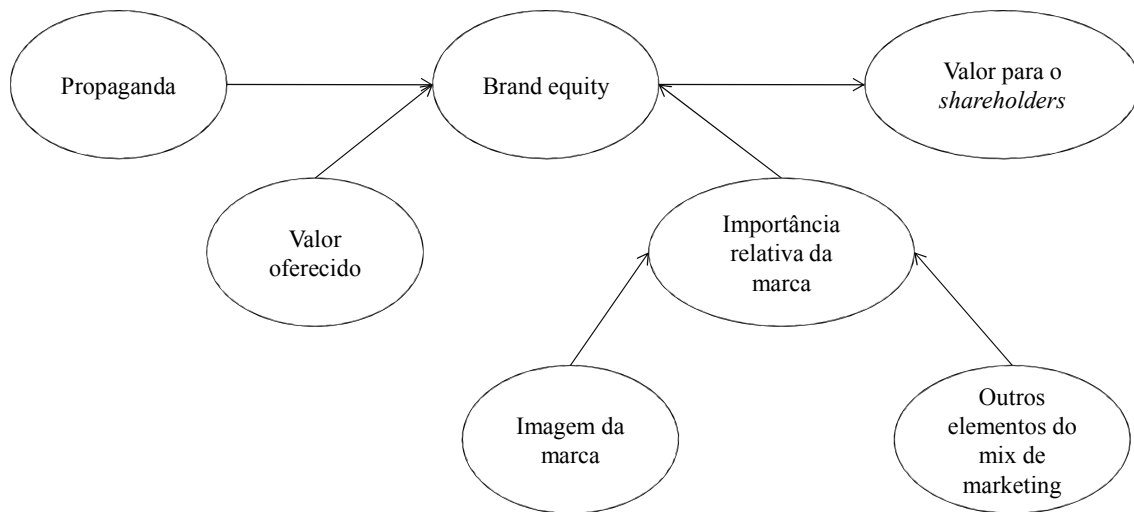 Propaganda
Brand equity
Valor para o
shareholders
Valor
oferecido
Importância
relativa da
marca
Imagem da
marca
Outros
elementos do
mix de
marketing